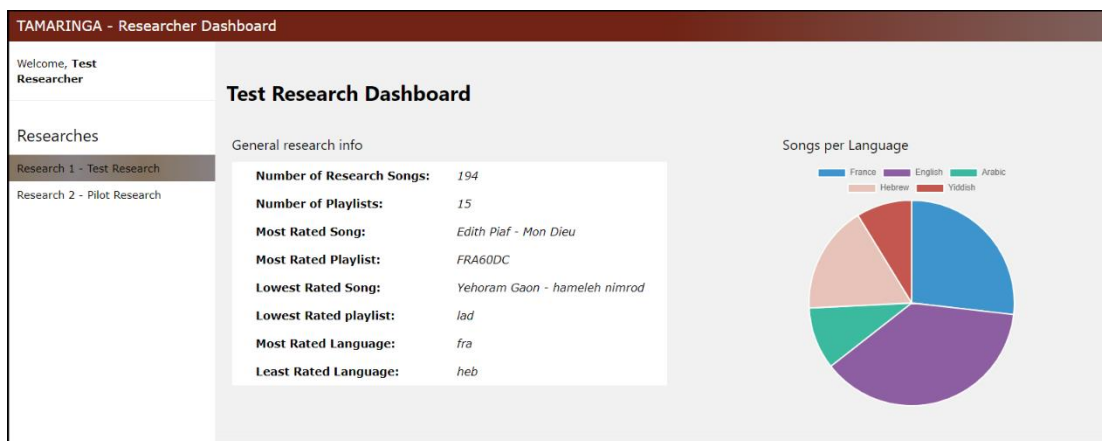 TAMARINGA - Researcher Dashboard
Welcome, Test
Researcher
Researches
Research 1 - Test Research
Research 2 - Pilot Research
Test Research Dashboard
General research info
Number of Research Songs: 194
Number of Playlists: 15
Most Rated Song: Edith Piaf - Mon Dieu
Most Rated Playlist: FRA60DC
Lowest Rated Song: Yehoram Gaon - hameleh nimrod
Lowest Rated playlist: lad
Most Rated Language: fra
Least Rated Language: heb
Songs per Language
France English Arabic
Hebrew Yiddish